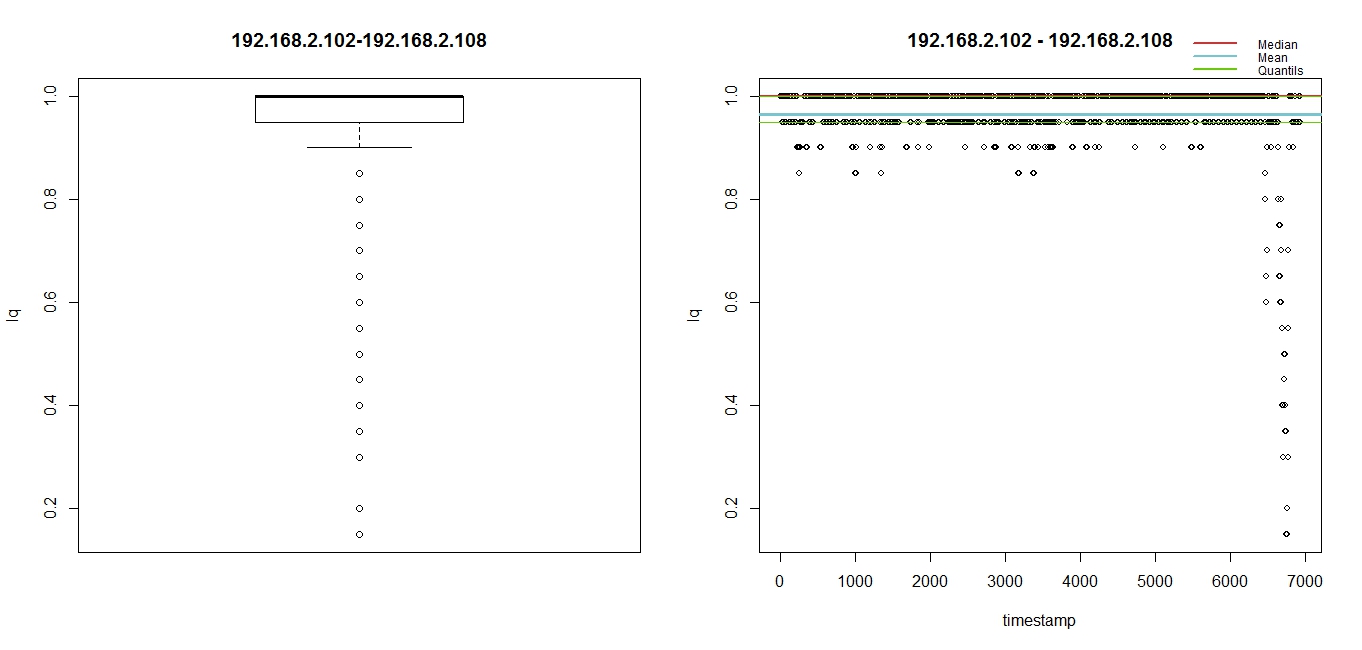 192.168.2.102-192.168.2.108
lq
1.0
0.8
0.6
0.4
0.2
192.168.2.102 - 192.168.2.108
Median
Mean
Quantils
lq
1.0
0.8
0.6
0.4
0.2
0 1000 2000 3000 4000 5000 6000 7000
timestamp